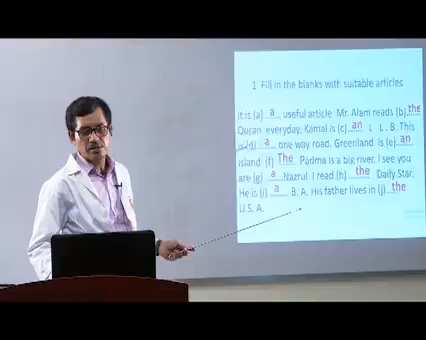 1 Fill in the blanks with suitable articles
It is (a) a useful article Mr. Alam reads (b) the
Quran everyday, Kamal is (c) an L. L. B. This
is (d) a one way road. Greenland is (e) an
island (f) The Padma is a big river. I see you
are (g) a Nazrul I read (h) the Daily Star.
He is (i) a B. A. His father lives in (j) the
U.S. A.